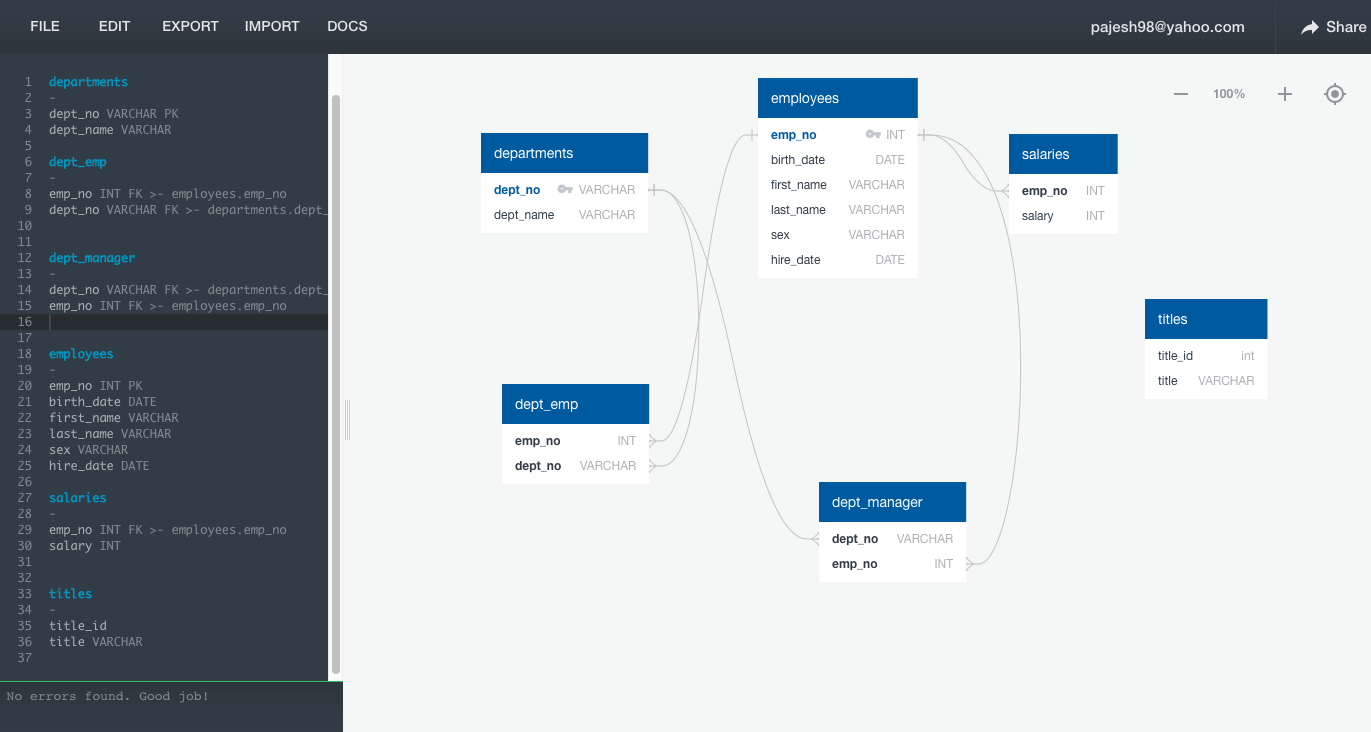 FILE EDIT EXPORT IMPORT DOCS pajesh98@yahoo.com Share
1 departments
2 -
3 dept_no VARCHAR PK
4 dept_name VARCHAR
5
6 dept_emp
7 -
8 emp_no INT FK >- employees.emp_no
9 dept_no VARCHAR FK >- departments.dept_
10
11
12 dept_manager
13 -
14 dept_no VARCHAR FK >- departments.dept_
15 emp_no INT FK >- employees.emp_no
16
17
18 employees
19 -
20 emp_no INT PK
21 birth_date DATE
22 first_name VARCHAR
23 last_name VARCHAR
24 sex VARCHAR
25 hire_date DATE
26
27 salaries
28 -
29 emp_no INT FK >- employees.emp_no
30 salary INT
31
32
33 titles
34 -
35 title_id
36 title VARCHAR
37
No errors found. Good job!
100%
departments
dept_no VARCHAR
dept_name VARCHAR
employees
emp_no INT
birth_date DATE
first_name VARCHAR
last_name VARCHAR
sex VARCHAR
hire_date DATE
salaries
emp_no INT
salary INT
titles
title_id int
title VARCHAR
dept_emp
emp_no INT
dept_no VARCHAR
dept_manager
dept_no VARCHAR
emp_no INT